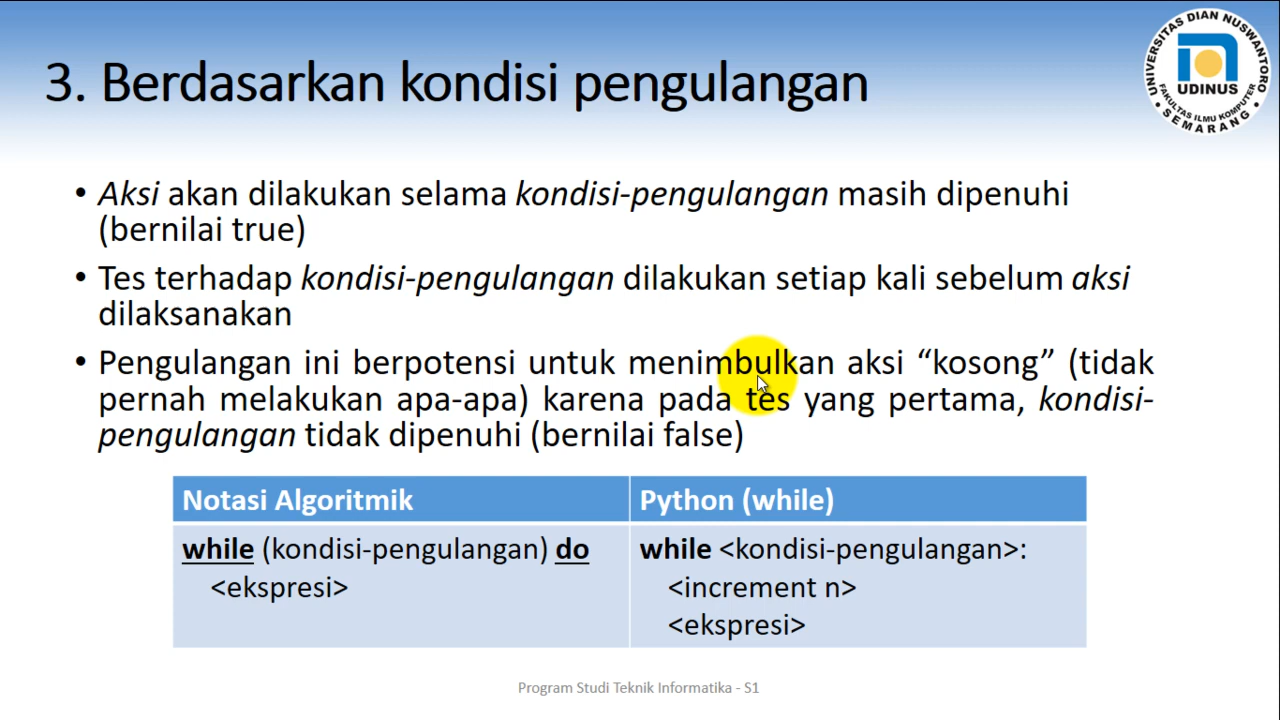 3. Berdasarkan kondisi pengulangan
UNIVERSITAS DIAN NUSWANTORO
UDINUS
FAKULTAS ILMU KOMPUTER
SEMARANG
• Aksi akan dilakukan selama kondisi-pengulangan masih dipenuhi
(bernilai true)
• Tes terhadap kondisi-pengulangan dilakukan setiap kali sebelum aksi
dilaksanakan
• Pengulangan ini berpotensi untuk menimbulkan aksi “kosong” (tidak
pernah melakukan apa-apa) karena pada tes yang pertama, kondisi-
pengulangan tidak dipenuhi (bernilai false)
Notasi Algoritmik
while (kondisi-pengulangan) do
<ekspresi>
Python (while)
while <kondisi-pengulangan>:
<increment n>
<ekspresi>
Program Studi Teknik Informatika - S1